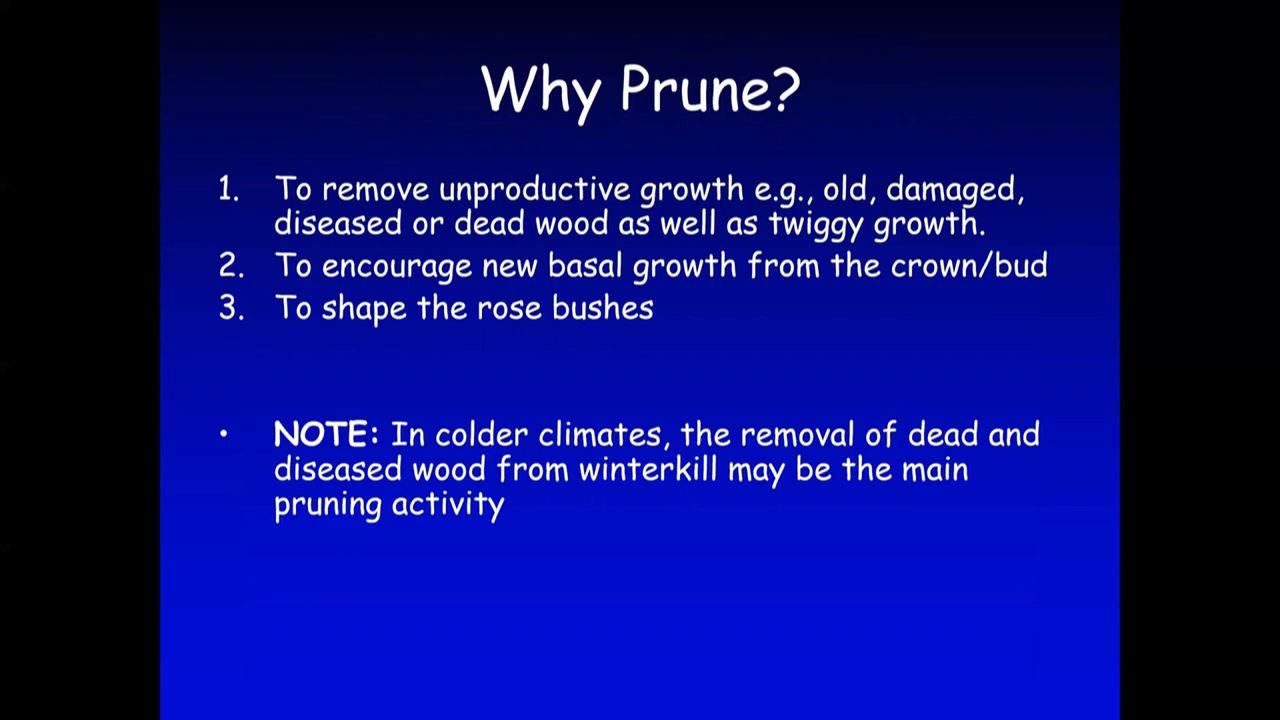 Why Prune?
1. To remove unproductive growth e.g., old, damaged,
diseased or dead wood as well as twiggy growth.
2. To encourage new basal growth from the crown/bud
3. To shape the rose bushes
• NOTE: In colder climates, the removal of dead and
diseased wood from winterkill may be the main
pruning activity